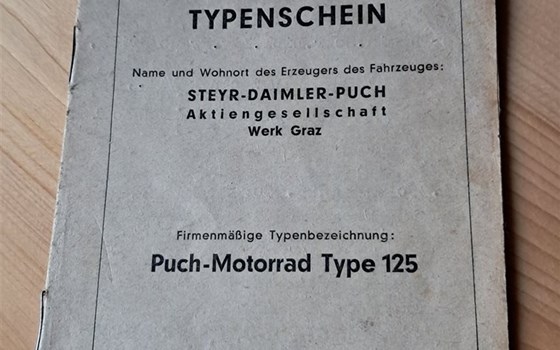 TYPENSCHEIN
Name und Wohnort des Erzeugers des Fahrzeuges:
STEYR-DAIMLER-PUCH
Aktiengesellschaft
Werk Graz
Firmenmäßige Typenbezeichnung:
Puch-Motorrad Type 125